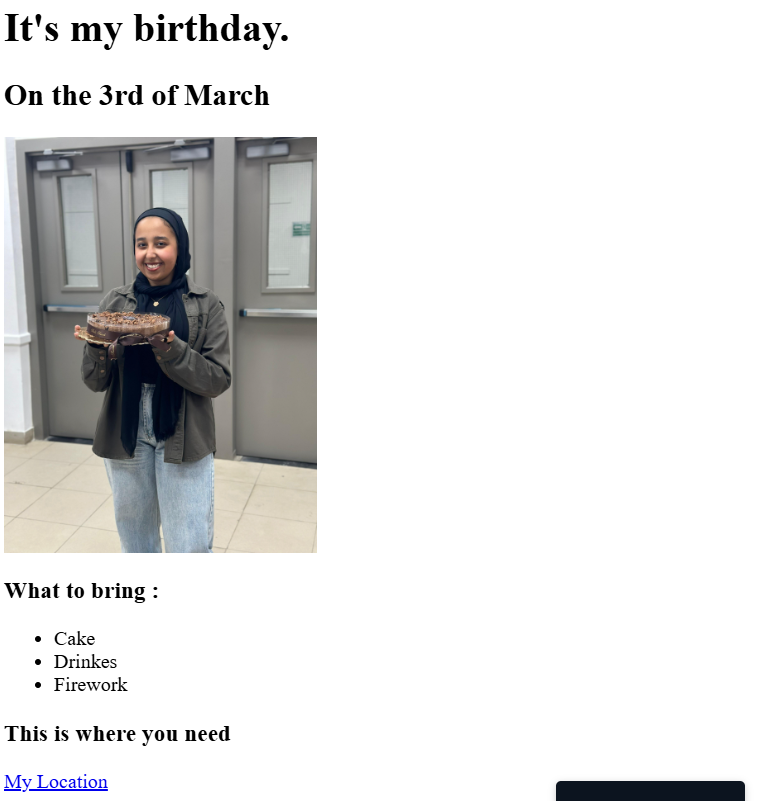 It's my birthday.
On the 3rd of March
What to bring :
Cake
Drinkes
Firework
This is where you need
My Location